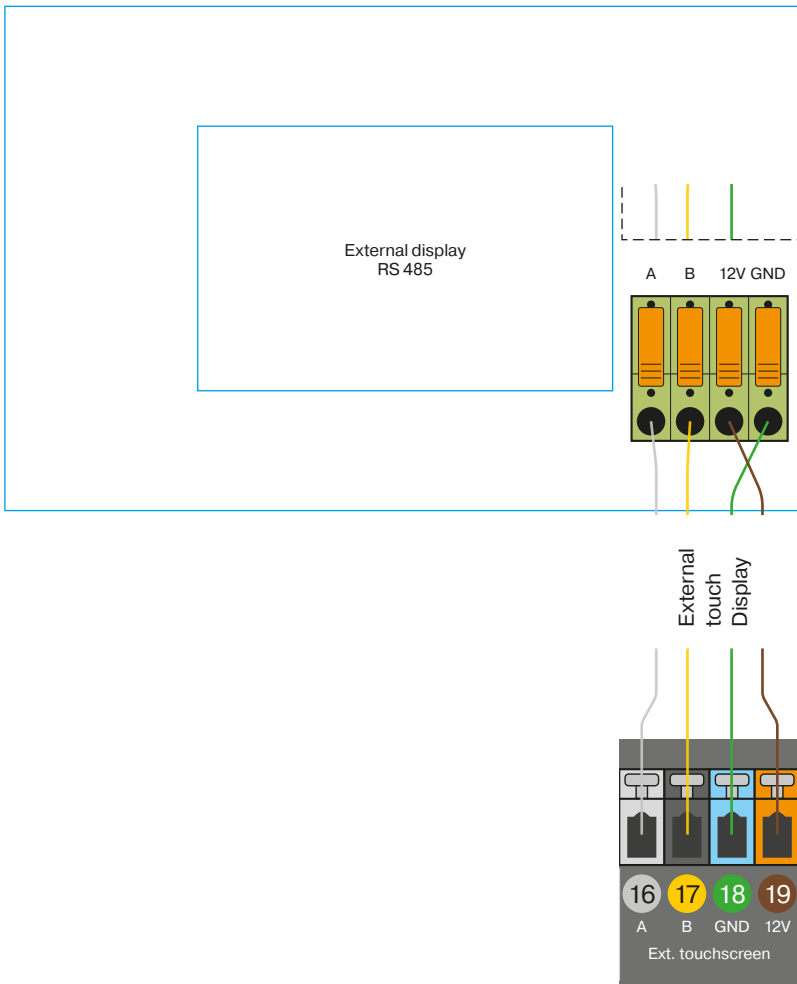 External display
RS 485
A B 12V GND
External
touch
Display
16 17 18 19
A B GND 12V
Ext. touchscreen